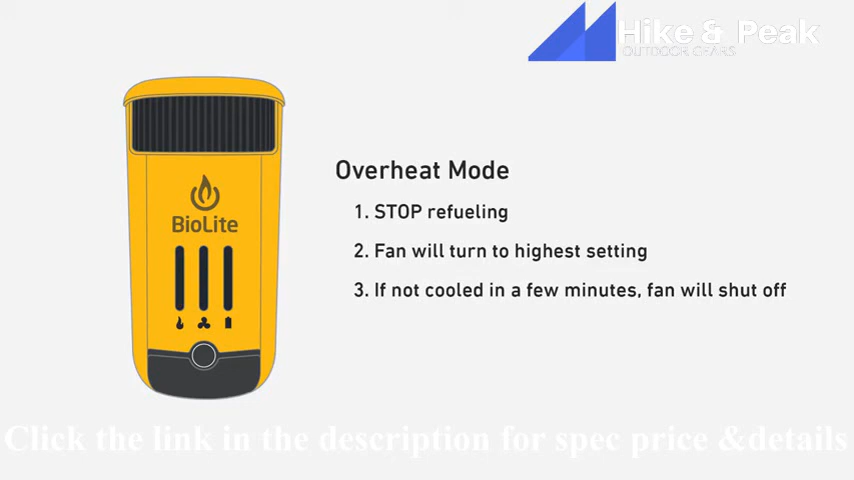 Hike & Peak
OUTDOOR GEARS
Overheat Mode
1. STOP refueling
BioLite
2. Fan will turn to highest setting
3. If not cooled in a few minutes, fan will shut off
Click the link in the description for spec price &details